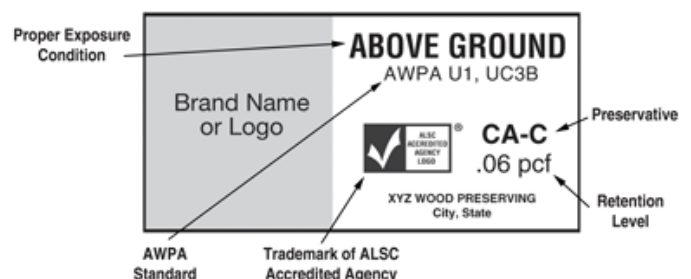 Proper Exposure
Condition
ABOVE GROUND
AWPA U1, UC3B
Brand Name
or Logo
ALSC
ACCREDITED
AGENCY
LOGO
®
CA-C
.06 pcf
Preservative
XYZ WOOD PRESERVING
City, State
Retention
Level
AWPA
Standard
Trademark of ALSC
Accredited Agency